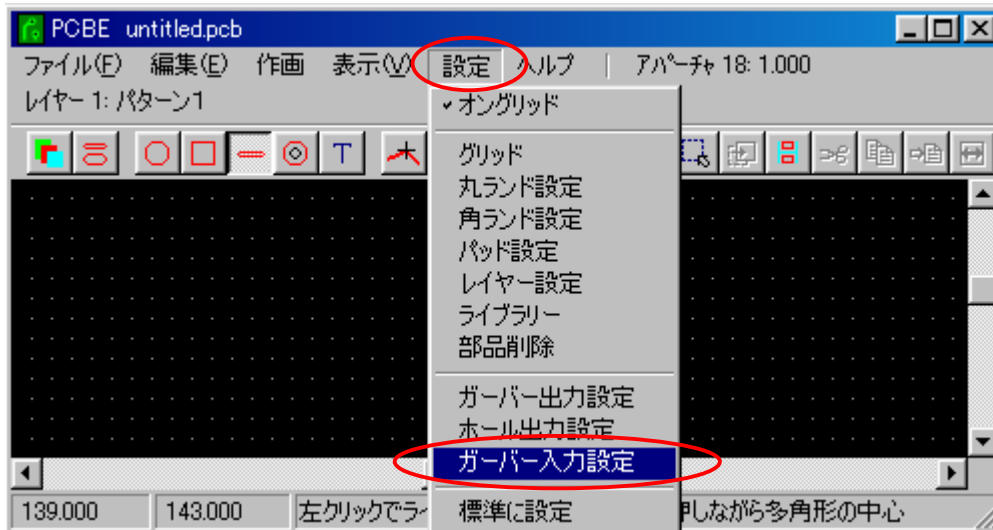 PCBE untitled.pcb
ファイル(F) 編集(E) 作画 表示(V) 設定 ヘルプ | アパーチャ 18: 1.000
レイヤー 1: パターン1
オングリッド
T
グリッド
丸ランド設定
角ランド設定
パッド設定
レイヤー設定
ライブラリー
部品削除
ガーバー出力設定
ホール出力設定
ガーバー入力設定
標準に設定
139.000 143.000 左クリックでラ 押しながら多角形の中心